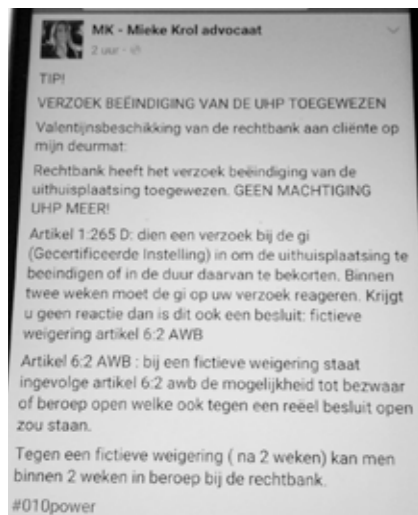 MK - Mieke Krol advocaat
2 uur
TIP!
VERZOEK BEËINDIGING VAN DE UHP TOEGEWEZEN
Valentijnsbeschikking van de rechtbank aan cliënte op
mijn deurmat:
Rechtbank heeft het verzoek beëindiging van de
uithuisplaatsing toegewezen. GEEN MACHTIGING
UHP MEER!
Artikel 1:265 D: dien een verzoek bij de gi
(Gecertificeerde Instelling) in om de uithuisplaatsing te
beëindigen of in de duur daarvan te bekorten. Binnen
twee weken moet de gi op uw verzoek reageren. Krijgt
u geen reactie dan is dit ook een besluit: fictieve
weigering artikel 6:2 AWB
Artikel 6:2 AWB : bij een fictieve weigering staat
ingevolge artikel 6:2 awb de mogelijkheid tot bezwaar
of beroep open welke ook tegen een reëel besluit open
zou staan.
Tegen een fictieve weigering ( na 2 weken) kan men
binnen 2 weken in beroep bij de rechtbank.
#010power